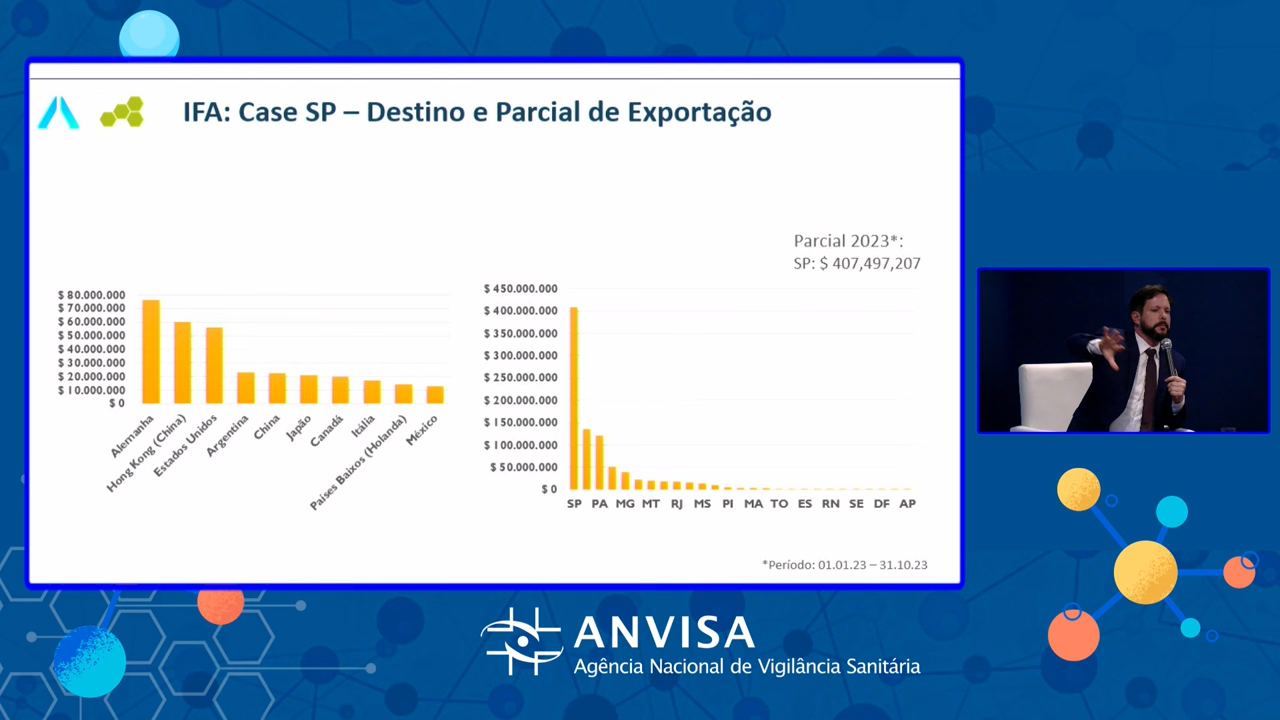 IFA: Case SP – Destino e Parcial de Exportação
Parcial 2023*:
SP: $ 407,497,207
$ 80.000.000
$ 70.000.000
$ 60.000.000
$ 50.000.000
$ 40.000.000
$ 30.000.000
$ 20.000.000
$ 10.000.000
$ 0
Alemanha
Hong Kong (China)
Estados Unidos
Argentina
China
Japão
Canadá
Itália
Países Baixos (Holanda)
México
$ 450.000.000
$ 400.000.000
$ 350.000.000
$ 300.000.000
$ 250.000.000
$ 200.000.000
$ 150.000.000
$ 100.000.000
$ 50.000.000
$ 0
SP PA MG MT RJ MS PI MA TO ES RN SE DF AP
*Período: 01.01.23 – 31.10.23
ANVISA
Agência Nacional de Vigilância Sanitária